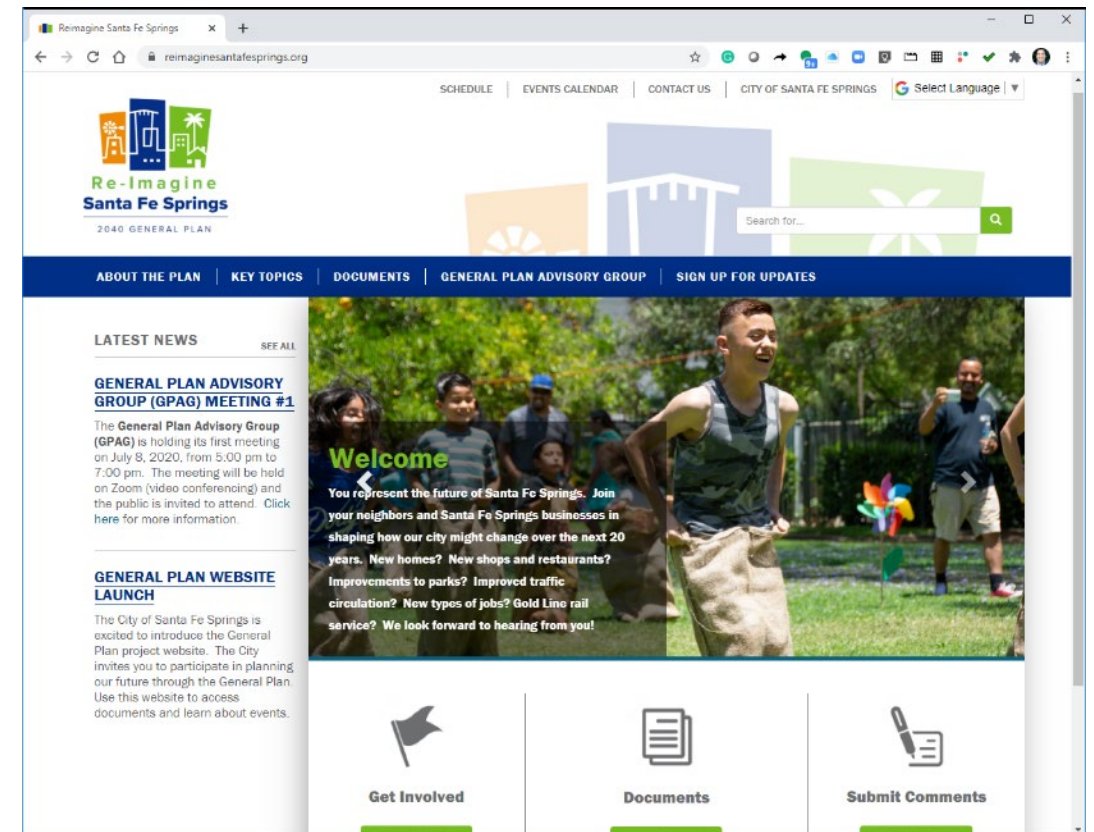 Reimagine Santa Fe Springs
reimaginesantafesprings.org
SCHEDULE EVENTS CALENDAR CONTACT US CITY OF SANTA FE SPRINGS Select Language
Re-Imagine
Santa Fe Springs
2040 GENERAL PLAN
Search for...
ABOUT THE PLAN KEY TOPICS DOCUMENTS GENERAL PLAN ADVISORY GROUP SIGN UP FOR UPDATES
LATEST NEWS
SEE ALL
GENERAL PLAN ADVISORY
GROUP (GPAG) MEETING #1
The General Plan Advisory Group
(GPAG) is holding its first meeting
on July 8, 2020, from 5:00 pm to
7:00 pm. The meeting will be held
on Zoom (video conferencing) and
the public is invited to attend. Click
here for more information.
GENERAL PLAN WEBSITE
LAUNCH
The City of Santa Fe Springs is
excited to introduce the General
Plan project website. The City
invites you to participate in planning
our future through the General Plan.
Use this website to access
documents and learn about events.
Welcome
You represent the future of Santa Fe Springs. Join
your neighbors and Santa Fe Springs businesses in
shaping how our city might change over the next 20
years. New homes? New shops and restaurants?
Improvements to parks? Improved traffic
circulation? New types of jobs? Gold Line rail
service? We look forward to hearing from you!
Get Involved
Documents
Submit Comments